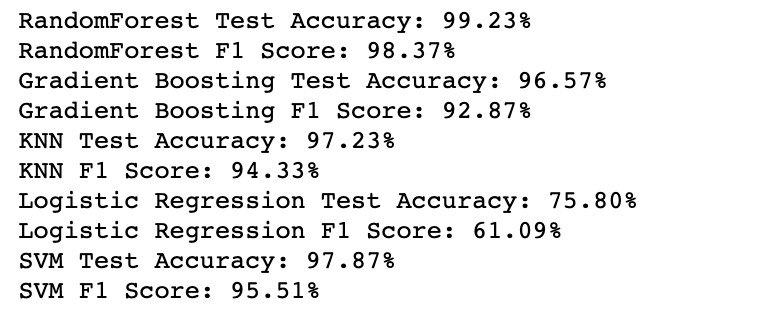 RandomForest Test Accuracy: 99.23%
RandomForest F1 Score: 98.37%
Gradient Boosting Test Accuracy: 96.57%
Gradient Boosting F1 Score: 92.87%
KNN Test Accuracy: 97.23%
KNN F1 Score: 94.33%
Logistic Regression Test Accuracy: 75.80%
Logistic Regression F1 Score: 61.09%
SVM Test Accuracy: 97.87%
SVM F1 Score: 95.51%